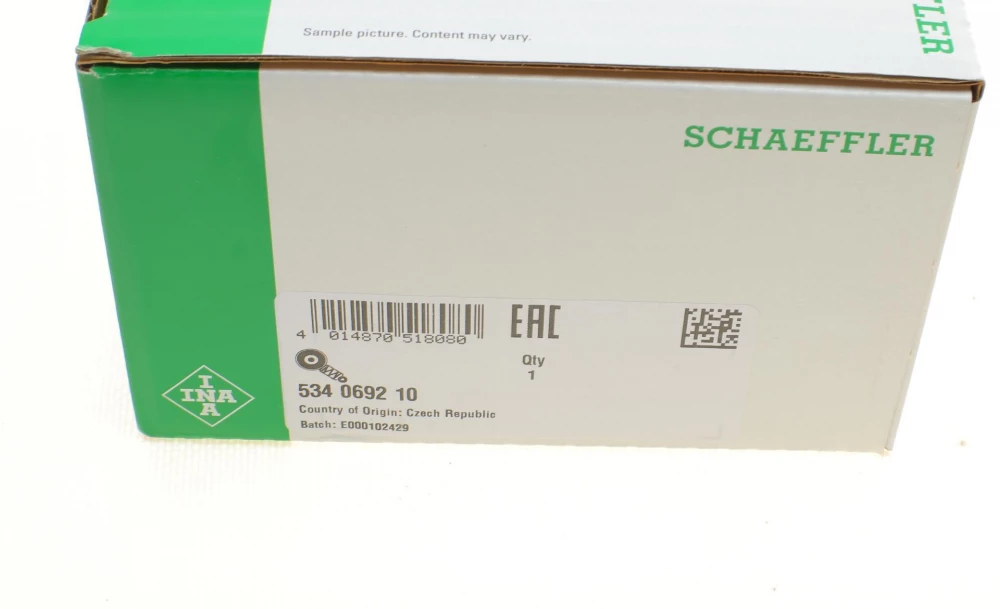 Sample picture. Content may vary.
FLER
SCHAEFFLER
4 014870 518080
EAC
Qty
1
534 0692 10
Country of Origin: Czech Republic
Batch: E000102429
I
INA
A